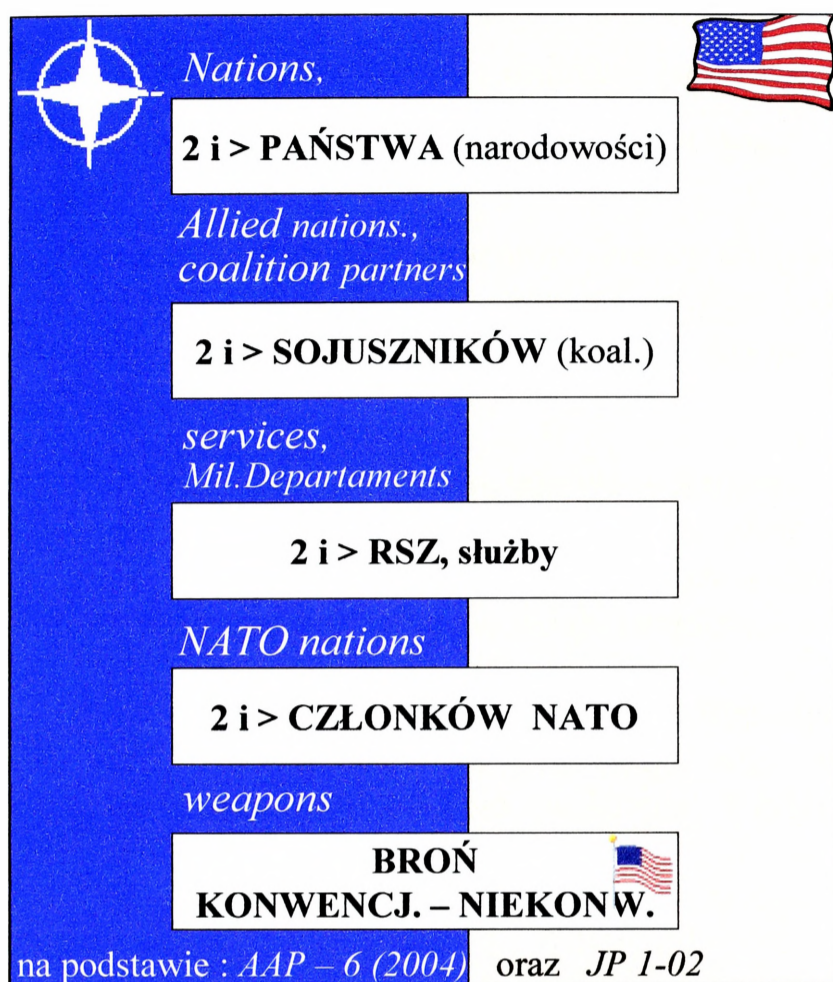 Nations,
2 i > PAŃSTWA (narodowości)
Allied nations.,
coalition partners
2 i > SOJUSZNIKÓW (koal.)
services,
Mil.Departaments
2 i > RSZ, służby
NATO nations
2 i > CZŁONKÓW NATO
weapons
BROŃ
KONWENCJ. – NIEKONW.
na podstawie : AAP – 6 (2004) oraz JP 1-02